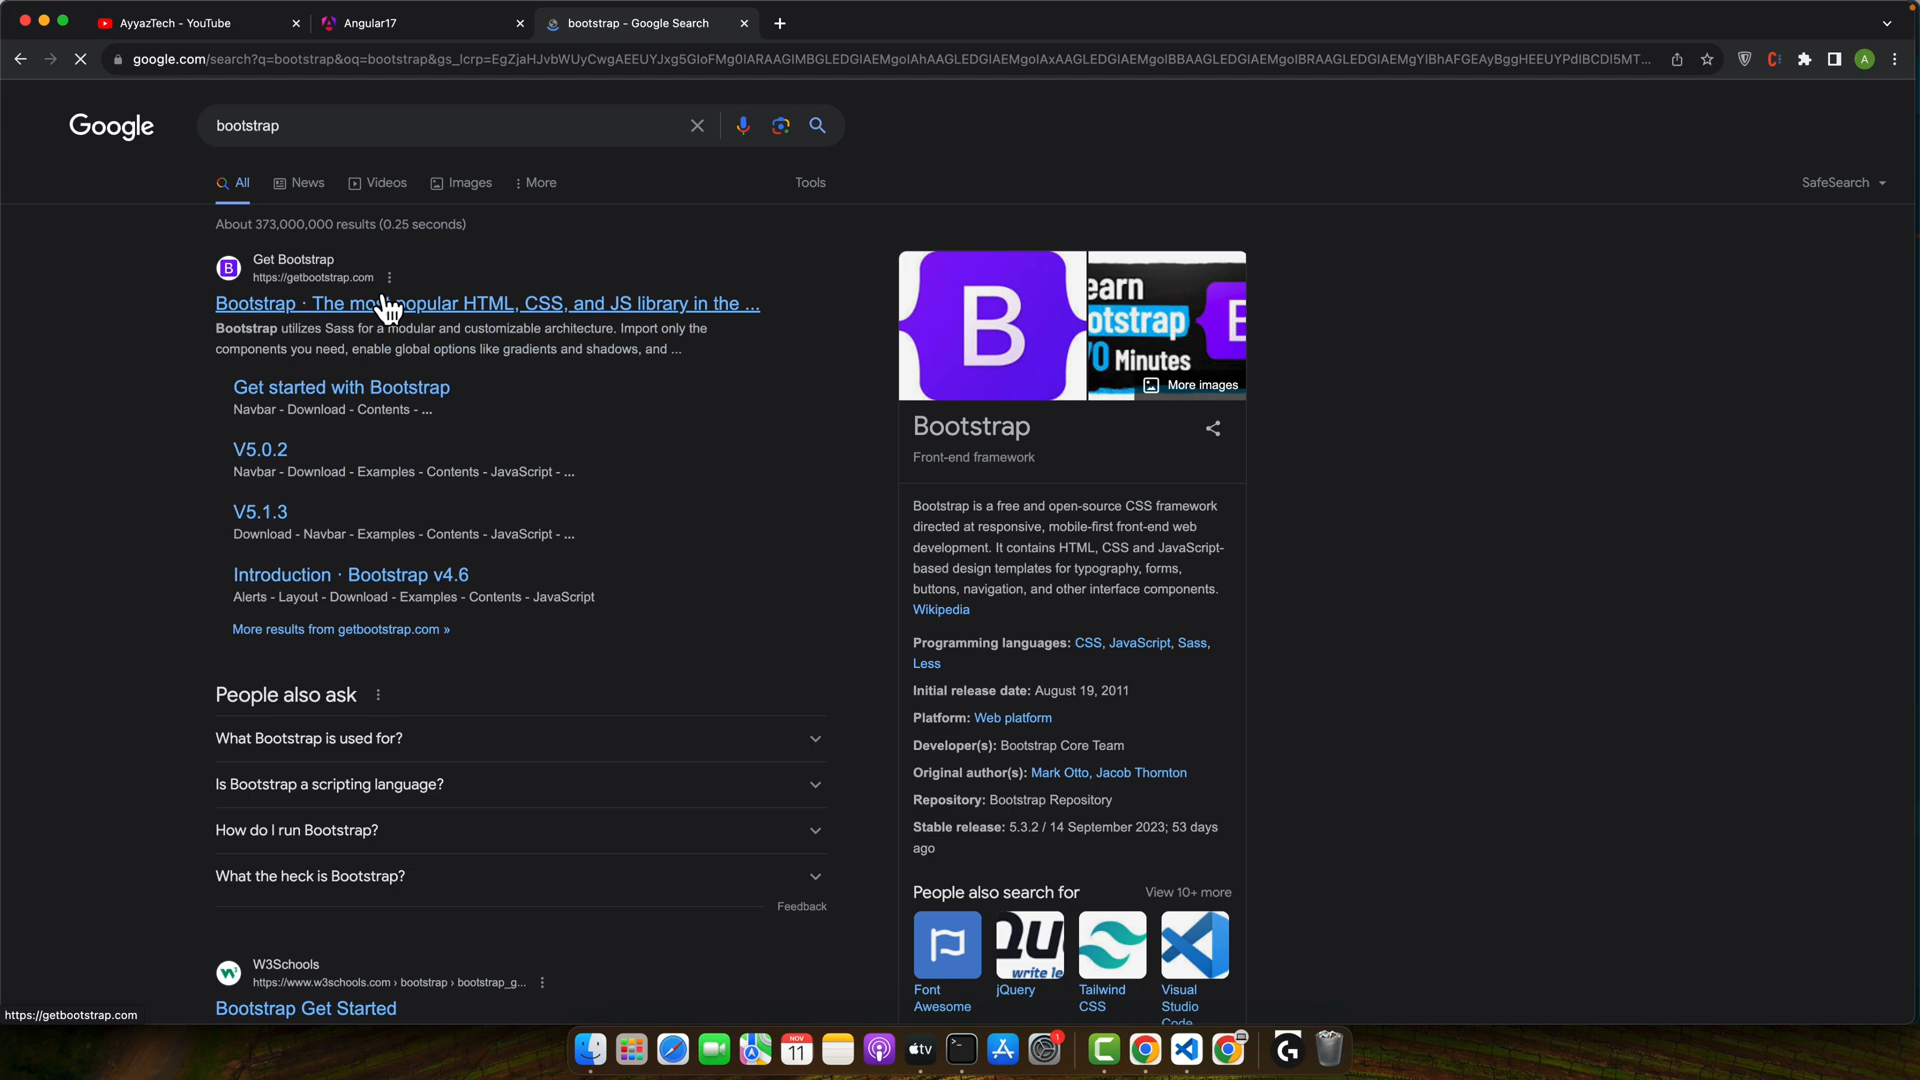 AyyazTech - YouTube
Angular17
bootstrap - Google Search
google.com/search?q=bootstrap&oq=bootstrap&gs_lcrp=EgZjaHJvbWUyCwgAEEUYJxg5GIoFMg0IARAAGIMBGLEDGIAEMgoIAhAAGLEDGIAEMgoIAxAAGLEDGIAEMgoIBBAAGLEDGIAEMgoIBRAAGLEDGIAEMgYIBhAFGEAyBggHEEUYPdIBCDI5MT...
A
Google
bootstrap
All
News
Videos
Images
More
Tools
SafeSearch
About 373,000,000 results (0.25 seconds)
Get Bootstrap
https://getbootstrap.com
Bootstrap · The most popular HTML, CSS, and JS library in the ...
Bootstrap utilizes Sass for a modular and customizable architecture. Import only the
components you need, enable global options like gradients and shadows, and ...
Get started with Bootstrap
Navbar - Download - Contents - ...
V5.0.2
Navbar - Download - Examples - Contents - JavaScript - ...
V5.1.3
Download - Navbar - Examples - Contents - JavaScript - ...
Introduction · Bootstrap v4.6
Alerts - Layout - Download - Examples - Contents - JavaScript
More results from getbootstrap.com »
People also ask
What Bootstrap is used for?
Is Bootstrap a scripting language?
How do I run Bootstrap?
What the heck is Bootstrap?
Feedback
W3Schools
https://www.w3schools.com › bootstrap › bootstrap_g...
Bootstrap Get Started
https://getbootstrap.com
B
earn
otstrap
Minutes
More images
Bootstrap
Front-end framework
Bootstrap is a free and open-source CSS framework
directed at responsive, mobile-first front-end web
development. It contains HTML, CSS and JavaScript-
based design templates for typography, forms,
buttons, navigation, and other interface components.
Wikipedia
Programming languages: CSS, JavaScript, Sass,
Less
Initial release date: August 19, 2011
Platform: Web platform
Developer(s): Bootstrap Core Team
Original author(s): Mark Otto, Jacob Thornton
Repository: Bootstrap Repository
Stable release: 5.3.2 / 14 September 2023; 53 days
ago
People also search for
View 10+ more
write le
Font
Awesome
jQuery
Tailwind
CSS
Visual
Studio
Code
NOV
11
tv
1